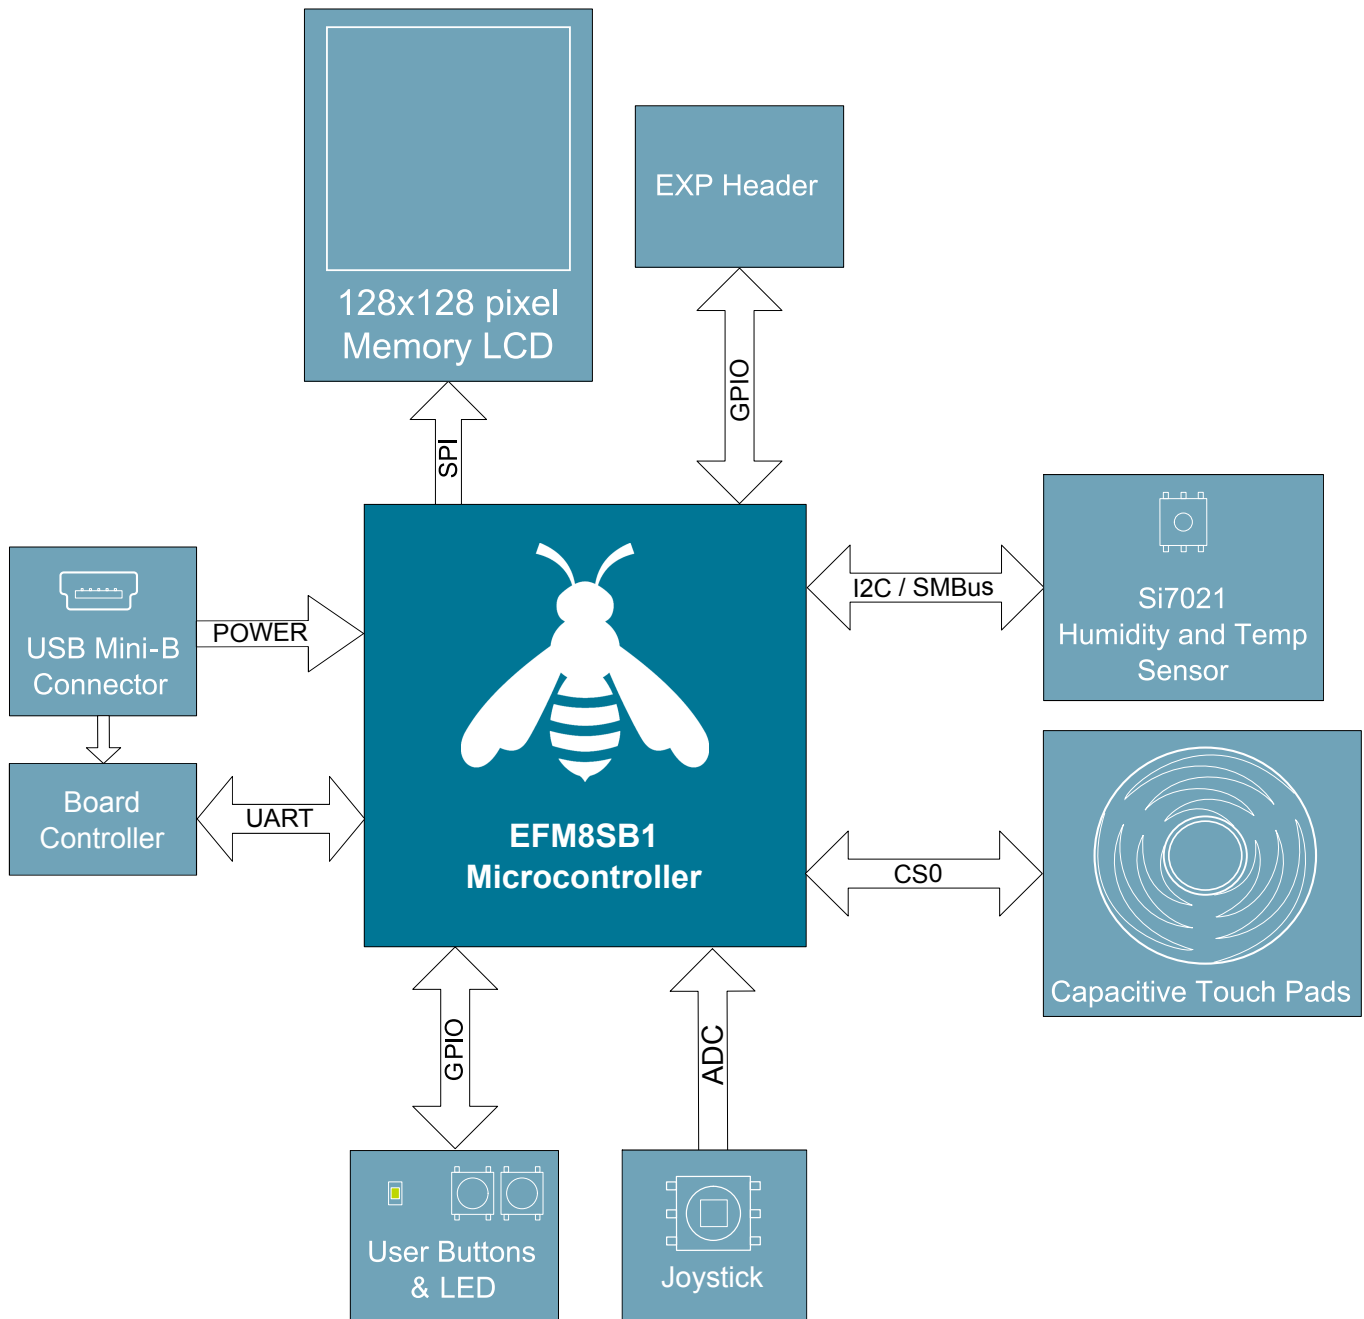 128x128 pixel
Memory LCD
EXP Header
SPI
GPIO
USB Mini-B
Connector
POWER
I2C / SMBus
Si7021
Humidity and Temp
Sensor
Board
Controller
UART
EFM8SB1
Microcontroller
CS0
Capacitive Touch Pads
GPIO
ADC
User Buttons
& LED
Joystick